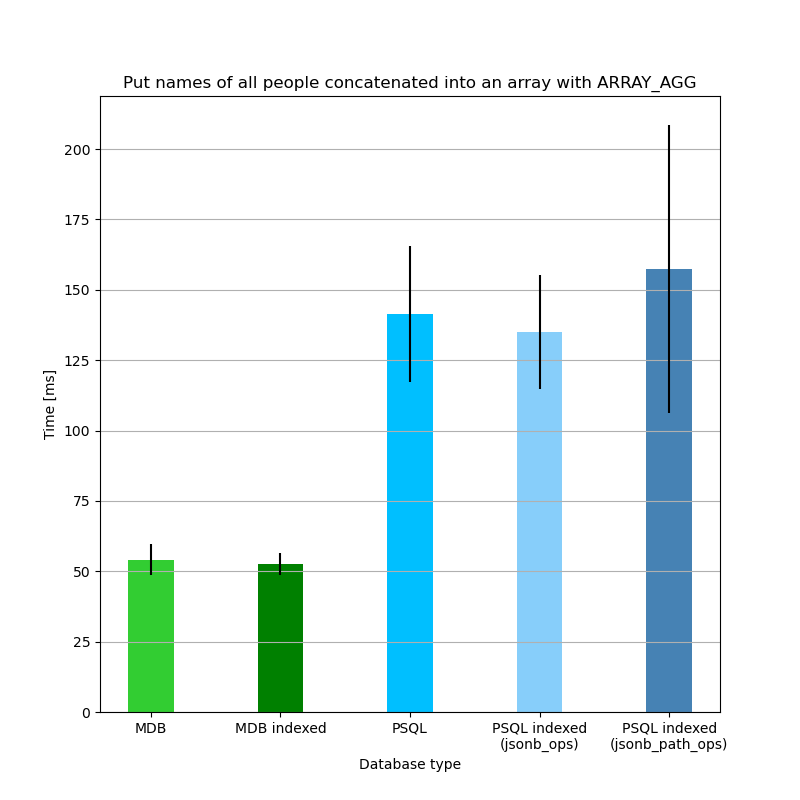 Put names of all people concatenated into an array with ARRAY_AGG
200
175
150
125
100
75
50
25
0
Time [ms]
MDB
MDB indexed
PSQL
PSQL indexed
(jsonb_ops)
PSQL indexed
(jsonb_path_ops)
Database type